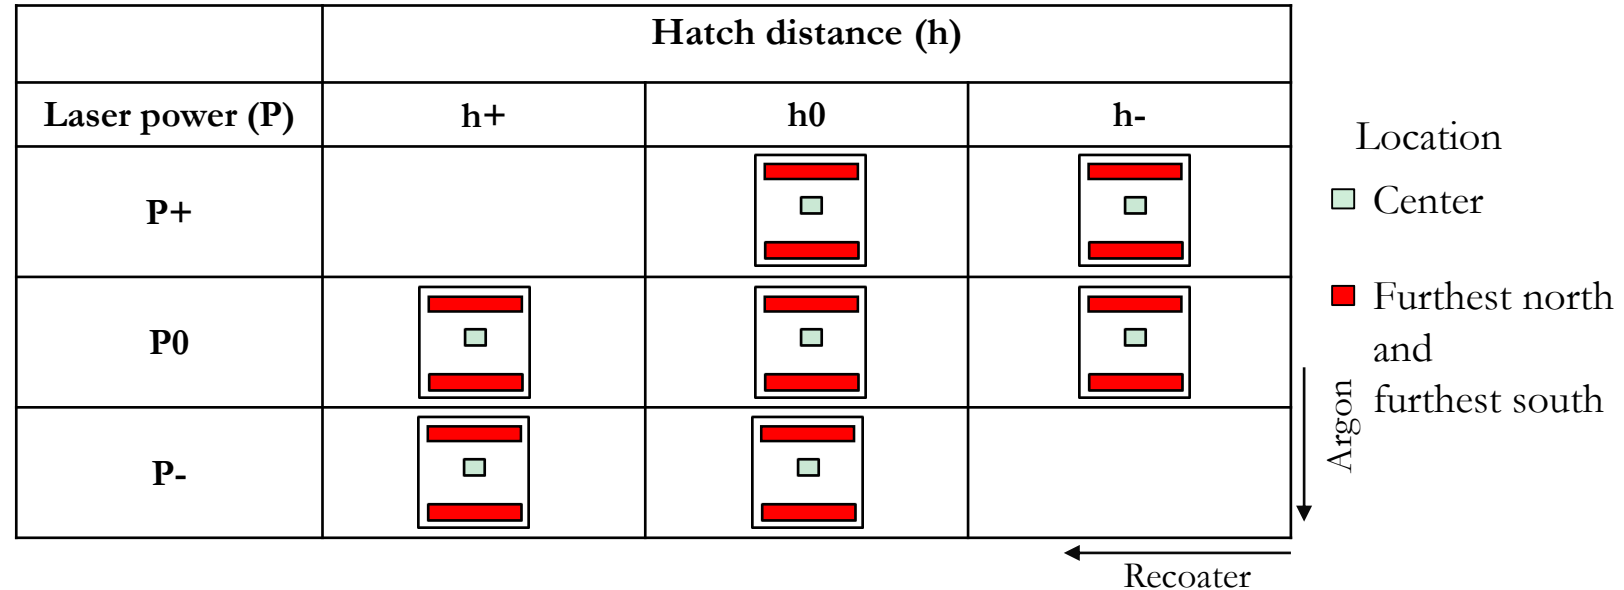 Hatch distance (h)
Laser power (P)
h+
h0
h-
P+
P0
P-
Location
Center
Furthest north
and
furthest south
Argon
Recoater